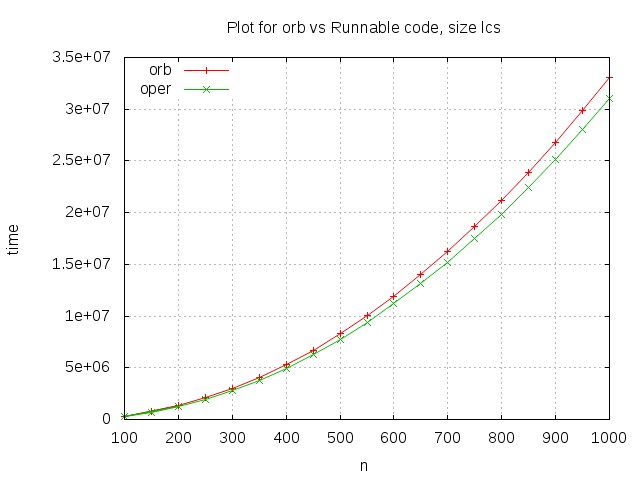 Plot for orb vs Runnable code, size lcs
3.5e+07
orb
oper
3e+07
2.5e+07
2e+07
time
1.5e+07
1e+07
5e+06
0
100 200 300 400 500 600 700 800 900 1000
n